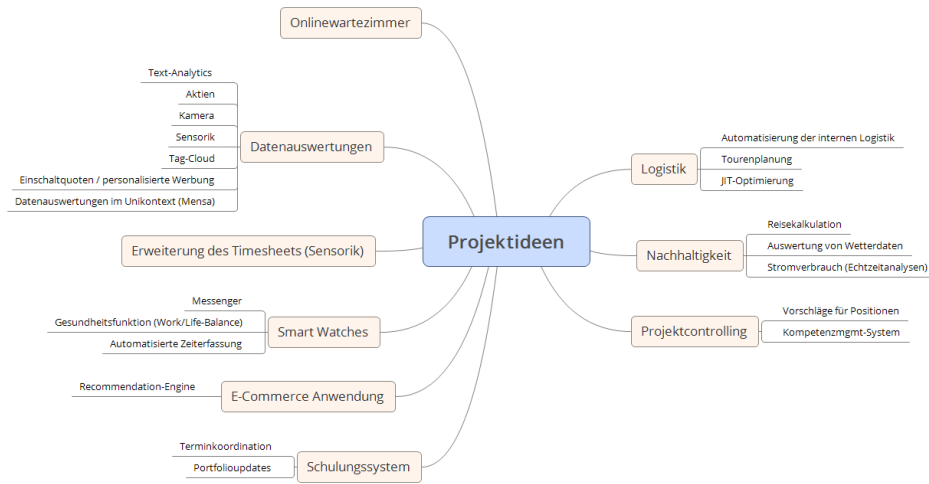 Onlinewartezimmer
Text-Analytics
Aktien
Kamera
Sensorik
Tag-Cloud
Einschaltquoten / personalisierte Werbung
Datenauswertungen im Unikontext (Mensa)
Datenauswertungen
Erweiterung des Timesheets (Sensorik)
Messenger
Gesundheitsfunktion (Work/Life-Balance)
Automatisierte Zeiterfassung
Smart Watches
Recommendation-Engine
E-Commerce Anwendung
Terminkoordination
Portfolioupdates
Schulungssystem
Projektideen
Logistik
Automatisierung der internen Logistik
Tourenplanung
JIT-Optimierung
Nachhaltigkeit
Reisekalkulation
Auswertung von Wetterdaten
Stromverbrauch (Echtzeitanalysen)
Projektcontrolling
Vorschläge für Positionen
Kompetenzmgmt-System